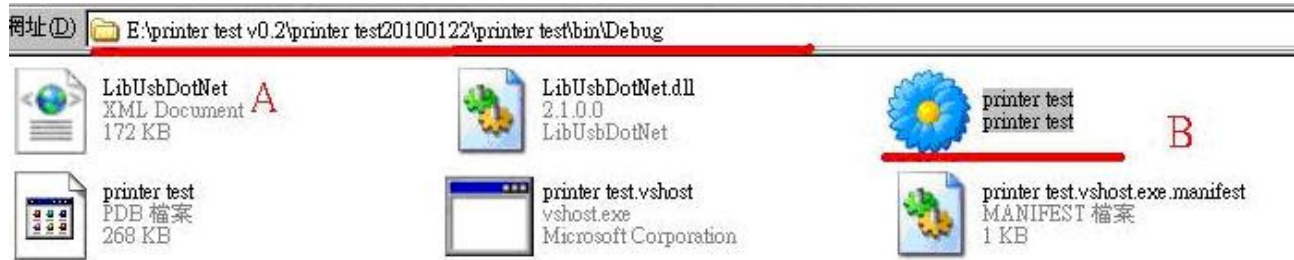 網址(D) E:\printer test v0.2\printer test20100122\printer test\bin\Debug
LibUsbDotNet
XML Document
172 KB
A
LibUsbDotNet.dll
2.1.0.0
LibUsbDotNet
printer test
printer test
B
printer test
PDB 檔案
268 KB
printer test.vshost
vshost.exe
Microsoft Corporation
printer test.vshost.exe.manifest
MANIFEST 檔案
1 KB